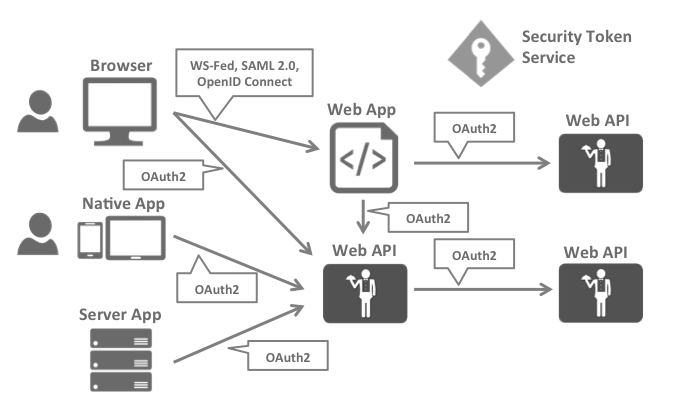 Security Token
Service
Browser
WS-Fed, SAML 2.0,
OpenID Connect
Web App
OAuth2
Web API
OAuth2
Native App
OAuth2
Web API
OAuth2
Web API
OAuth2
Server App
OAuth2